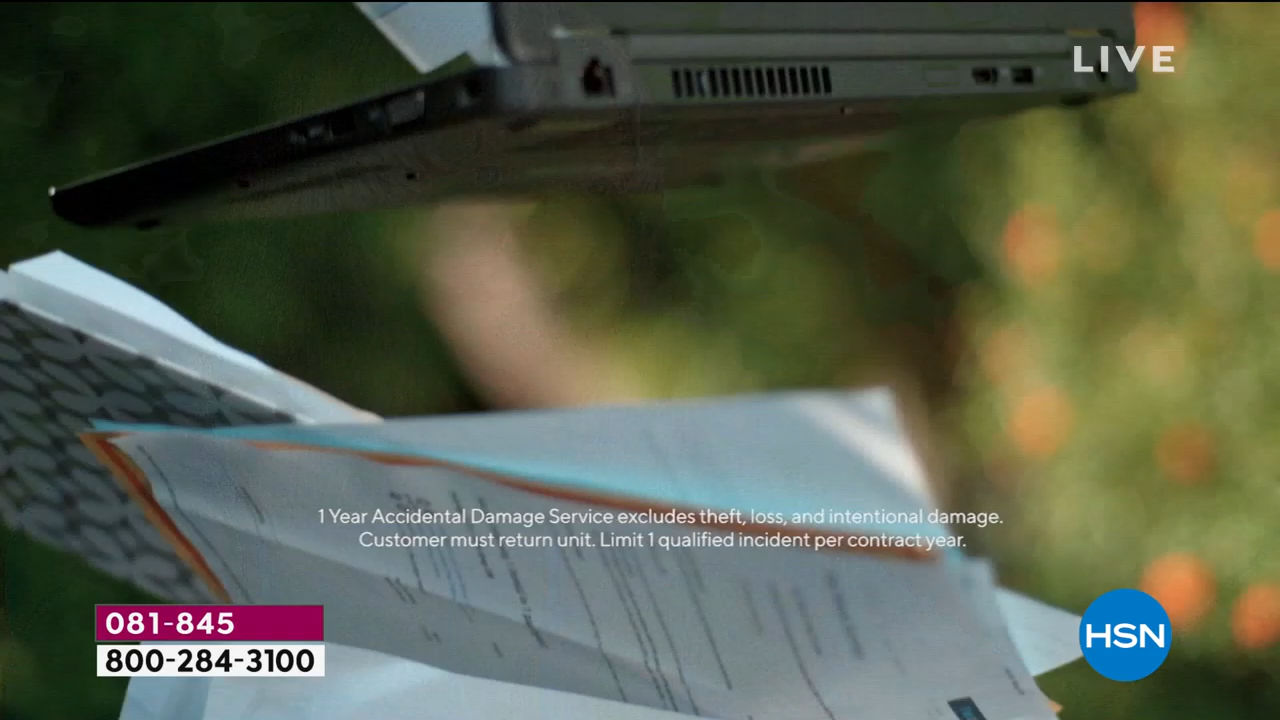 LIVE
1 Year Accidental Damage Service excludes theft, loss, and intentional damage.
Customer must return unit. Limit 1 qualified incident per contract year.
081-845
800-284-3100
HSN